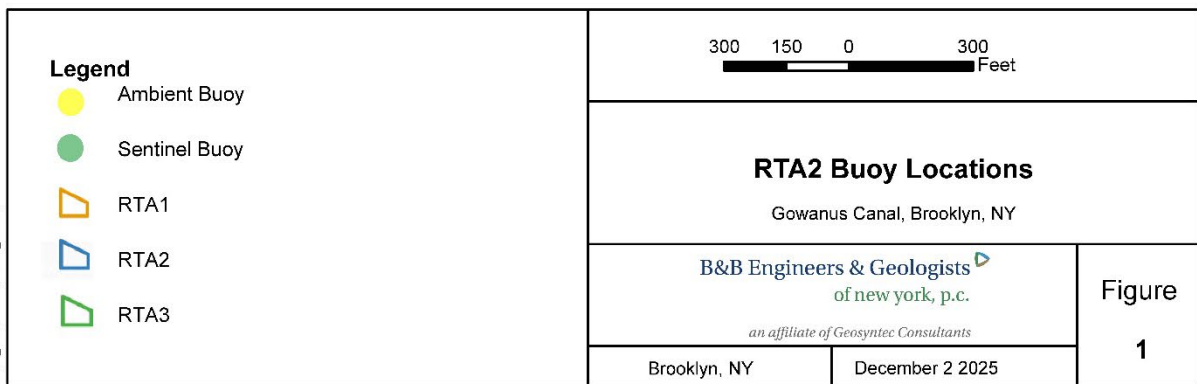 Legend
Ambient Buoy
Sentinel Buoy
RTA1
RTA2
RTA3
300 150 0 300
Feet
RTA2 Buoy Locations
Gowanus Canal, Brooklyn, NY
B&B Engineers & Geologists
of new york, p.c.
an affiliate of Geosyntec Consultants
Brooklyn, NY
December 2 2025
Figure
1